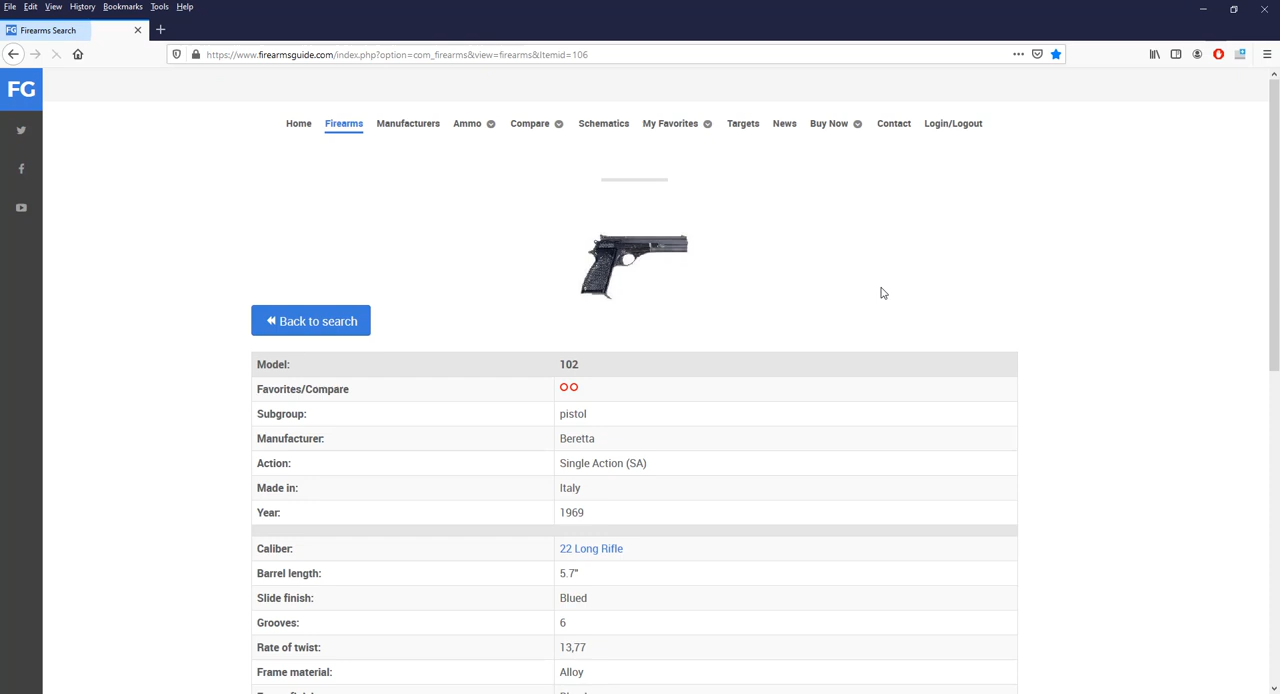 File Edit View History Bookmarks Tools Help
FG Firearms Search
https://www.firearmsguide.com/index.php?option=com_firearms&view=firearms&Itemid=106
FG
Home Firearms Manufacturers Ammo Compare Schematics My Favorites Targets News Buy Now Contact Login/Logout
Back to search
Model: 102
Favorites/Compare
Subgroup: pistol
Manufacturer: Beretta
Action: Single Action (SA)
Made in: Italy
Year: 1969
Caliber: 22 Long Rifle
Barrel length: 5.7"
Slide finish: Blued
Grooves: 6
Rate of twist: 13,77
Frame material: Alloy